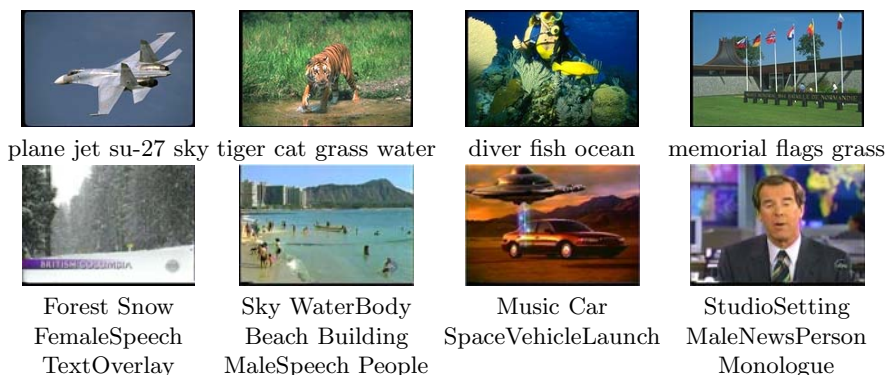 MEMORIAL
plane jet su-27 sky tiger cat grass water diver fish ocean memorial flags grass
BRITISH COLUMBIA
Forest Snow
FemaleSpeech
TextOverlay
Sky WaterBody
Beach Building
MaleSpeech People
Music Car
SpaceVehicleLaunch
StudioSetting
MaleNewsPerson
Monologue